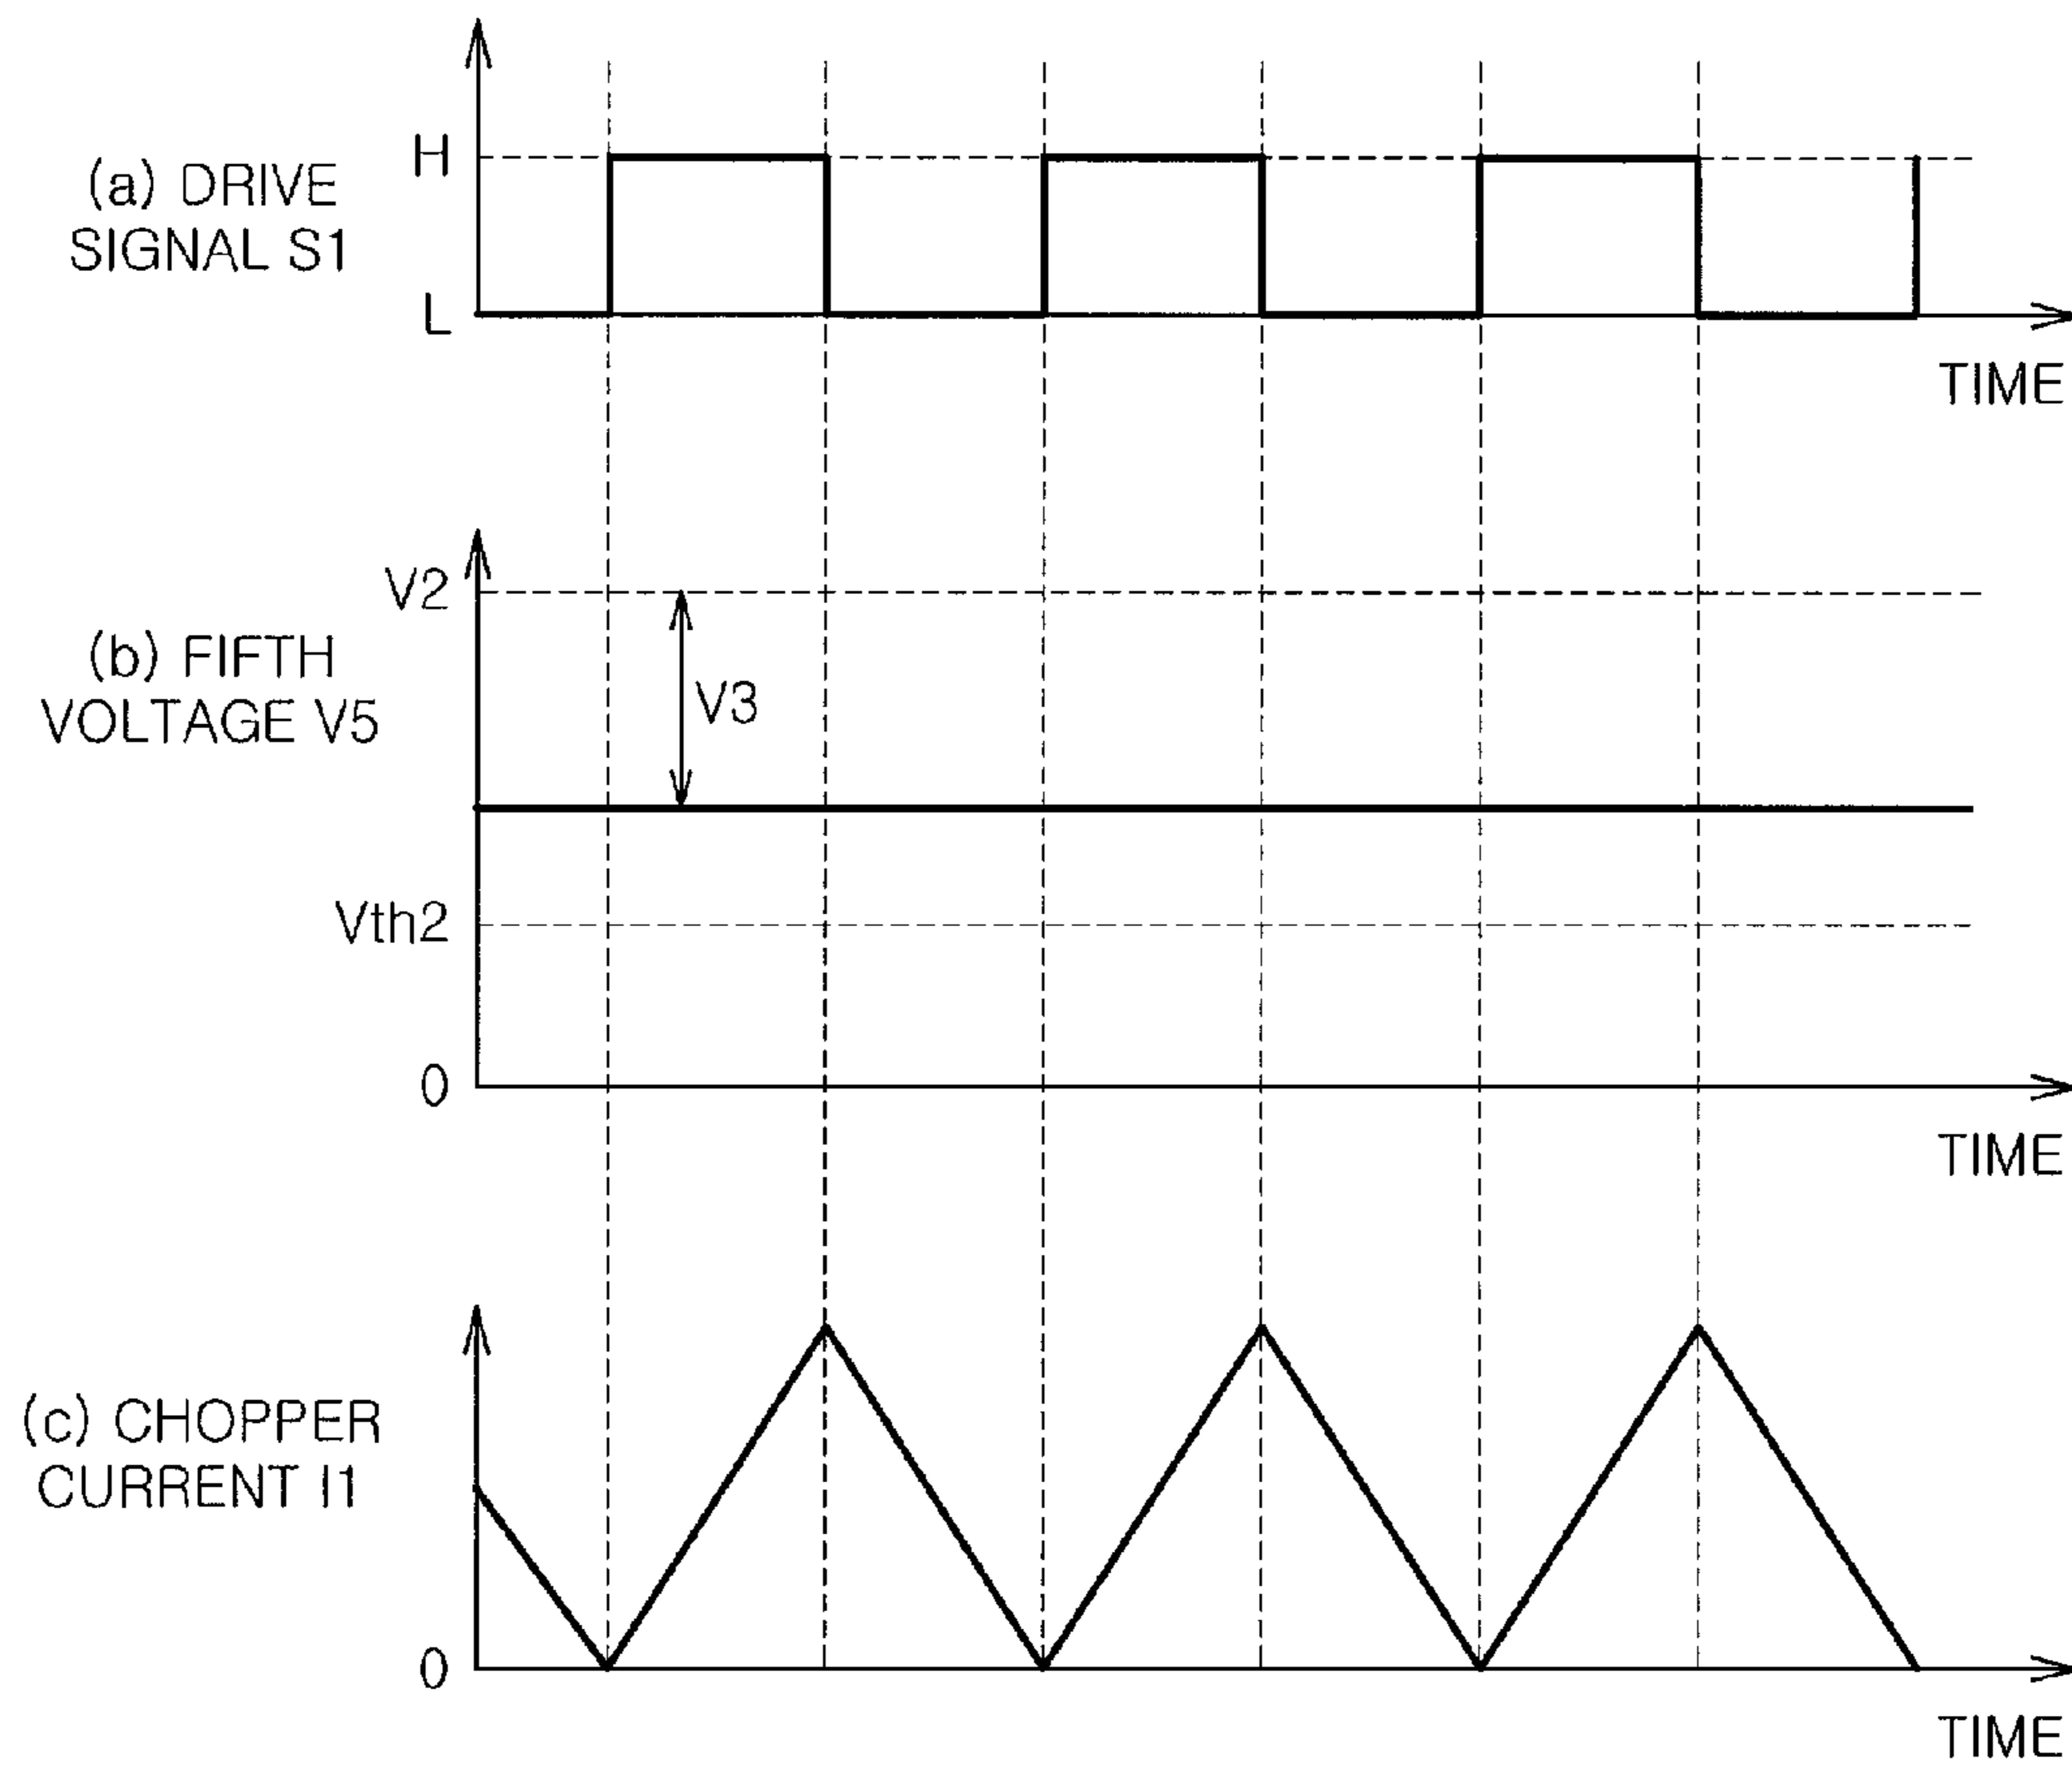 (a) DRIVE
SIGNAL S1
H
L
TIME
(b) FIFTH
VOLTAGE V5
V2
V3
Vth2
0
TIME
(c) CHOPPER
CURRENT I1
0
TIME